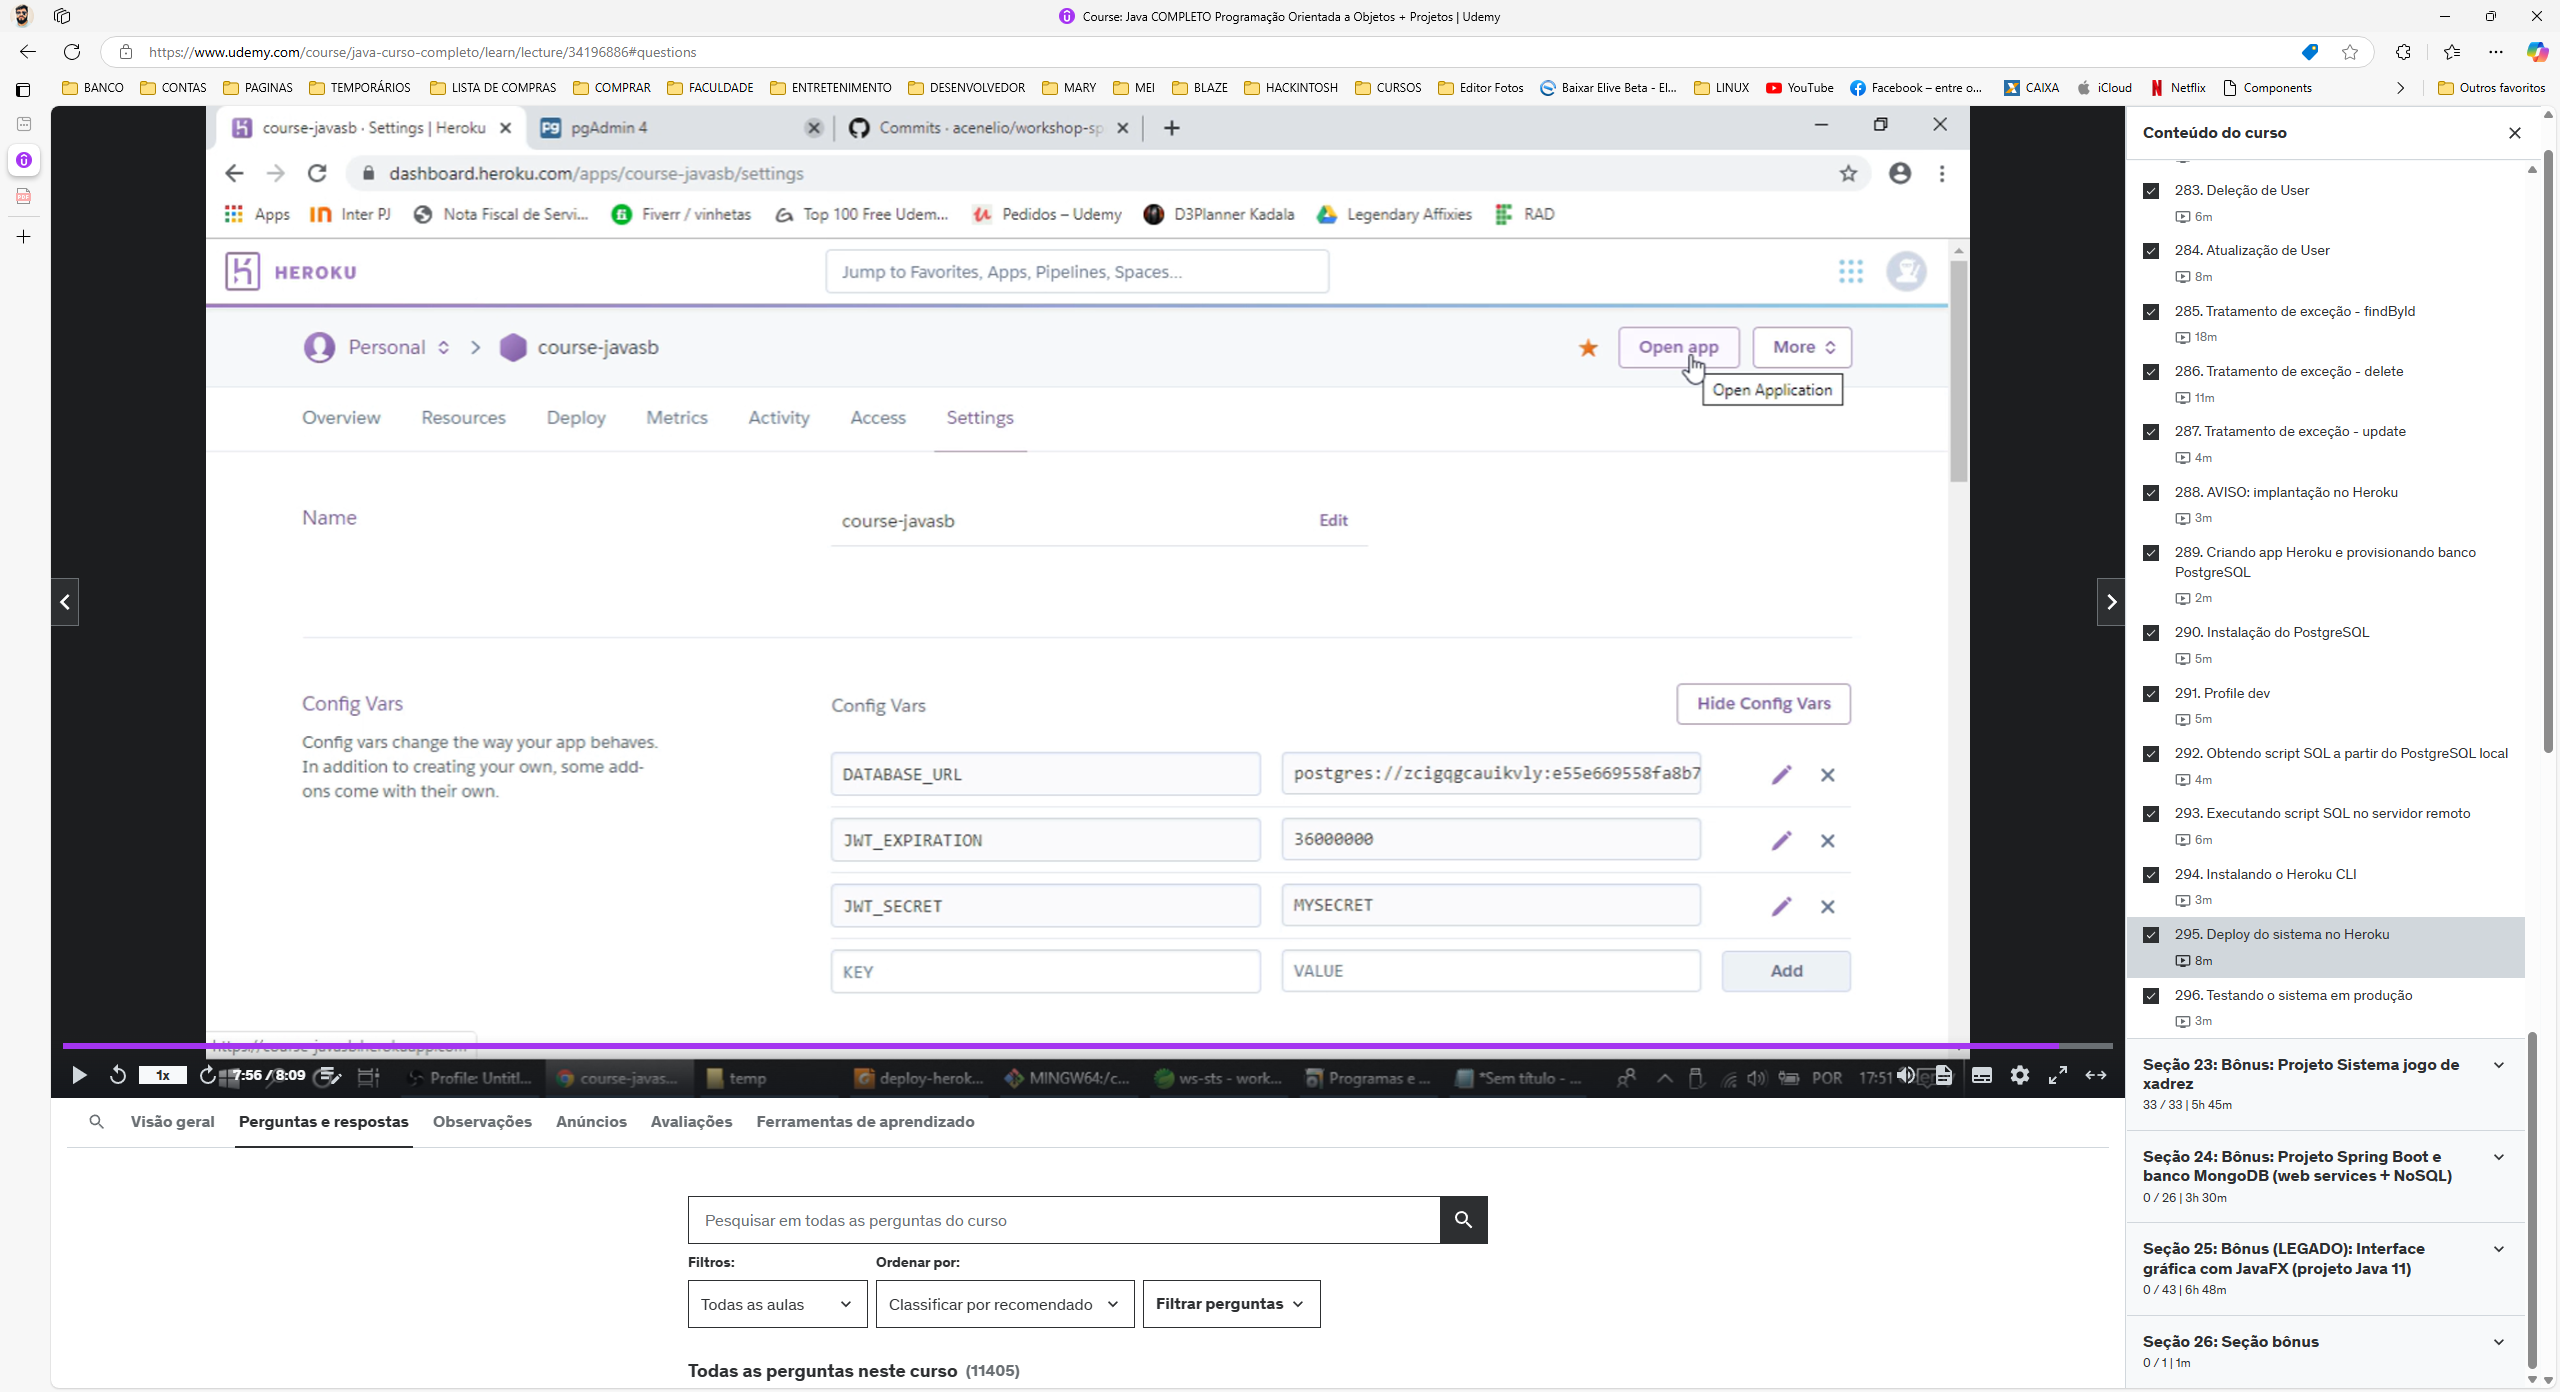 Course: Java COMPLETO Programação Orientada a Objetos + Projetos | Udemy
https://www.udemy.com/course/java-curso-completo/learn/lecture/34196886#questions
BANCO CONTAS PAGINAS TEMPORÁRIOS LISTA DE COMPRAS COMPRAR FACULDADE ENTRETENIMENTO DESENVOLVEDOR MARY MEI BLAZE HACKINTOSH CURSOS Editor Fotos Baixar Elive Beta - El... LINUX YouTube Facebook – entre o... CAIXA iCloud Netflix Components Outros favoritos
course-javasb · Settings | Heroku pgAdmin 4 Commits · acenelio/workshop-sp
dashboard.heroku.com/apps/course-javasb/settings
Apps Inter PJ Nota Fiscal de Servi... Fiverr / vinhetas Top 100 Free Udem... Pedidos – Udemy D3Planner Kadala Legendary Affixies RAD
HEROKU
Jump to Favorites, Apps, Pipelines, Spaces...
Personal > course-javasb
Open app More
Open Application
Overview Resources Deploy Metrics Activity Access Settings
Name
course-javasb Edit
Config Vars
Config vars change the way your app behaves.
In addition to creating your own, some add-
ons come with their own.
Config Vars Hide Config Vars
DATABASE_URL postgres://zcigqgcauikvly:e55e669558fa8b7
JWT_EXPIRATION 36000000
JWT_SECRET MYSECRET
KEY VALUE Add
https://course-javasb.herokuapp.com
1x 7:56 / 8:09
Profile: Untitl... course-javas... temp deploy-herok... MINGW64:/c... ws-sts - work... Programas e ... *Sem título - ... POR 17:51
Visão geral Perguntas e respostas Observações Anúncios Avaliações Ferramentas de aprendizado
Pesquisar em todas as perguntas do curso
Filtros: Ordenar por:
Todas as aulas Classificar por recomendado Filtrar perguntas
Todas as perguntas neste curso (11405)
Conteúdo do curso
283. Deleção de User
6m
284. Atualização de User
8m
285. Tratamento de exceção - findById
18m
286. Tratamento de exceção - delete
11m
287. Tratamento de exceção - update
4m
288. AVISO: implantação no Heroku
3m
289. Criando app Heroku e provisionando banco
PostgreSQL
2m
290. Instalação do PostgreSQL
5m
291. Profile dev
5m
292. Obtendo script SQL a partir do PostgreSQL local
4m
293. Executando script SQL no servidor remoto
6m
294. Instalando o Heroku CLI
3m
295. Deploy do sistema no Heroku
8m
296. Testando o sistema em produção
3m
Seção 23: Bônus: Projeto Sistema jogo de
xadrez
33 / 33 | 5h 45m
Seção 24: Bônus: Projeto Spring Boot e
banco MongoDB (web services + NoSQL)
0 / 26 | 3h 30m
Seção 25: Bônus (LEGADO): Interface
gráfica com JavaFX (projeto Java 11)
0 / 43 | 6h 48m
Seção 26: Seção bônus
0 / 1 | 1m